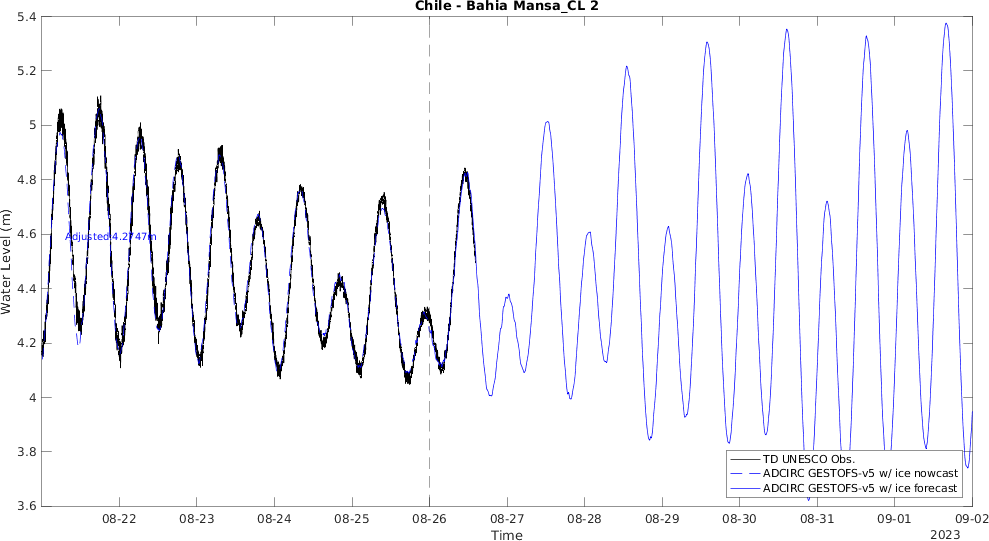 Chile - Bahia Mansa_CL 2
5.4
5.2
5
4.8
4.6
4.4
4.2
4
3.8
3.6
Water Level (m)
Adjusted 4.2747m
TD UNESCO Obs.
ADCIRC GESTOFS-v5 w/ ice nowcast
ADCIRC GESTOFS-v5 w/ ice forecast
08-22 08-23 08-24 08-25 08-26 08-27 08-28 08-29 08-30 08-31 09-01 09-02
Time
2023